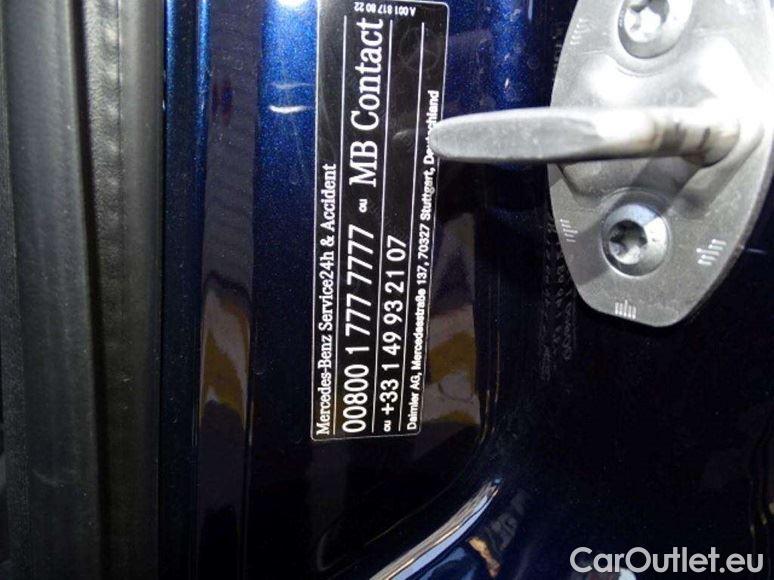 A 001 817 80 22
Mercedes-Benz Service24h & Accident
00800 1 777 7777 ou MB Contact
ou +33 1 49 93 21 07
Daimler AG, Mercedesstraße 137, 70327 Stuttgart, Deutschland
CarOutlet.eu